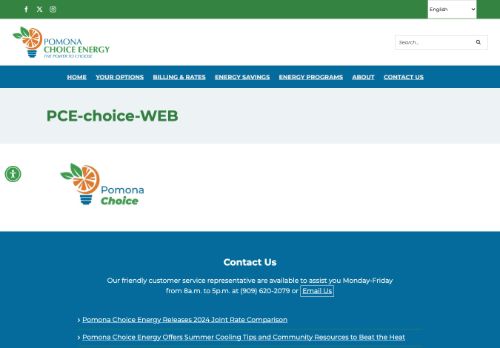 English
POMONA
CHOICE ENERGY
THE POWER TO CHOOSE
Search...
HOME YOUR OPTIONS BILLING & RATES ENERGY SAVINGS ENERGY PROGRAMS ABOUT CONTACT US
PCE-choice-WEB
Pomona
Choice
Contact Us
Our friendly customer service representative are available to assist you Monday-Friday
from 8a.m. to 5p.m. at (909) 620-2079 or Email Us
Pomona Choice Energy Releases 2024 Joint Rate Comparison
Pomona Choice Energy Offers Summer Cooling Tips and Community Resources to Beat the Heat